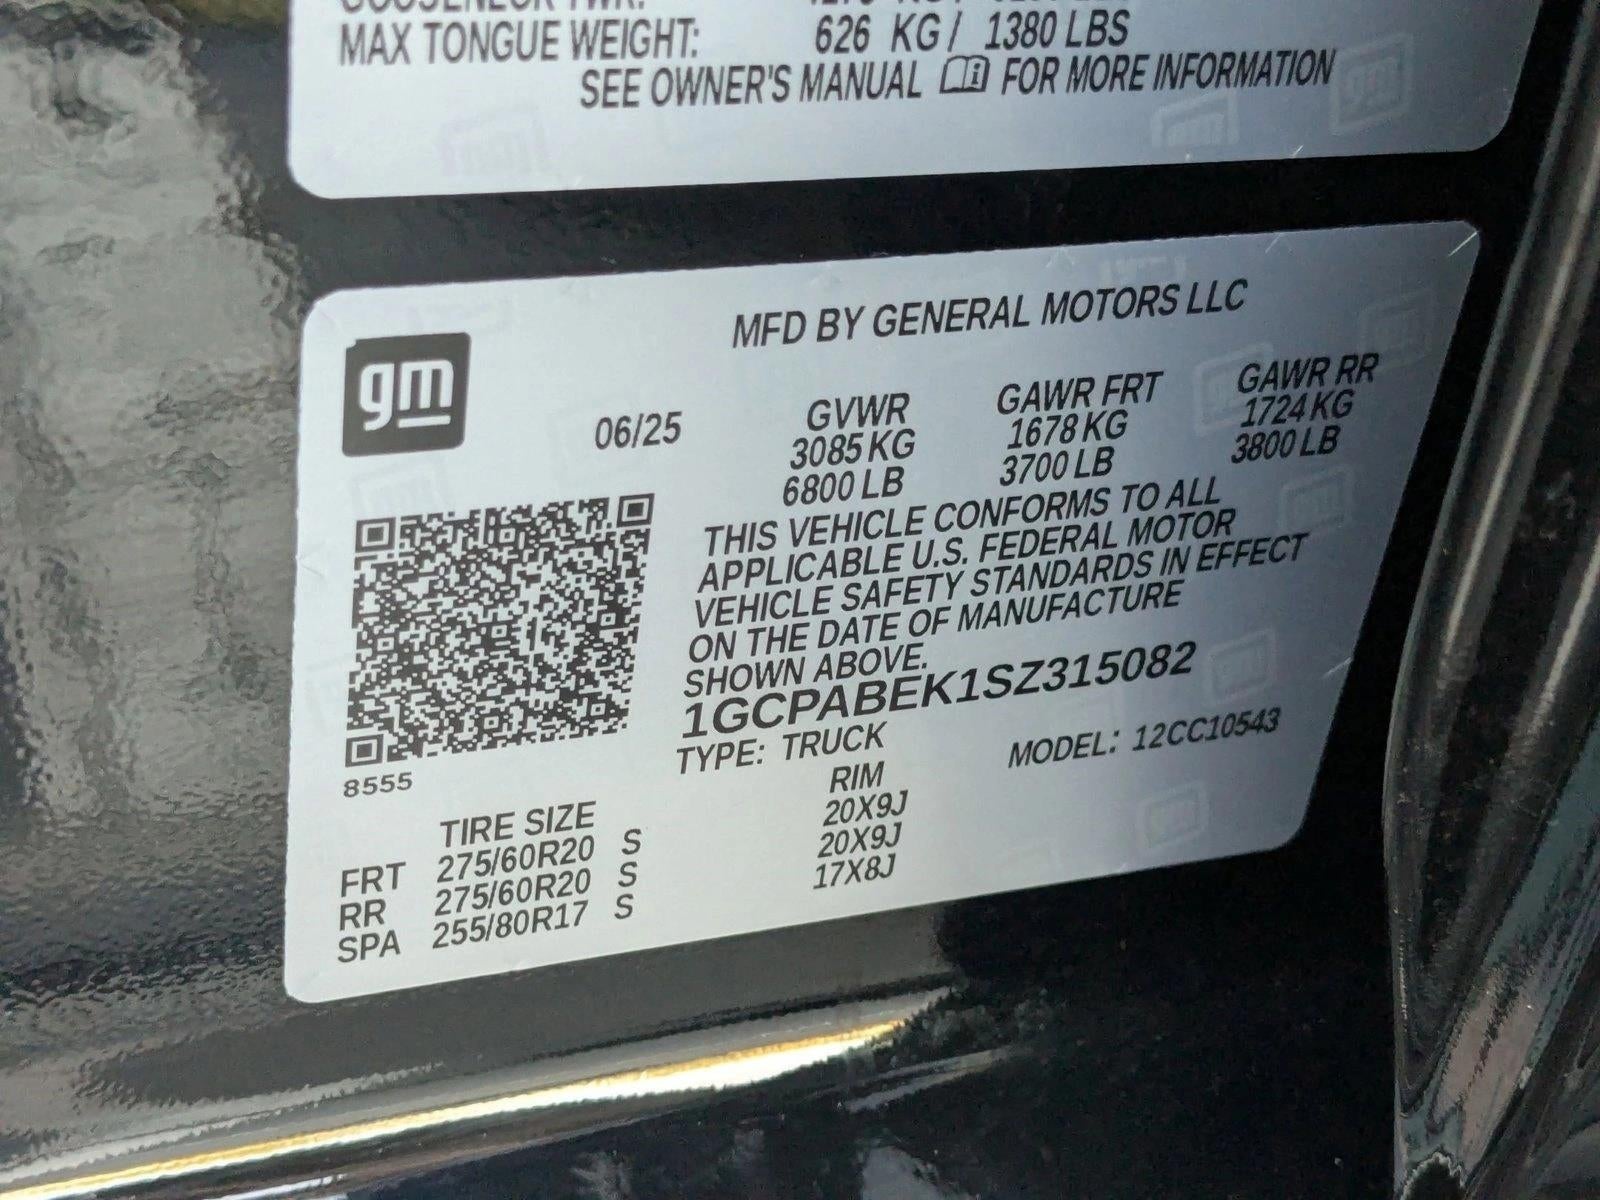 MAX TONGUE WEIGHT: 626 KG / 1380 LBS
SEE OWNER'S MANUAL FOR MORE INFORMATION
MFD BY GENERAL MOTORS LLC
gm
06/25
GVWR GAWR FRT GAWR RR
3085 KG 1678 KG 1724 KG
6800 LB 3700 LB 3800 LB
THIS VEHICLE CONFORMS TO ALL
APPLICABLE U.S. FEDERAL MOTOR
VEHICLE SAFETY STANDARDS IN EFFECT
ON THE DATE OF MANUFACTURE
SHOWN ABOVE.
1GCPABEK1SZ315082
TYPE: TRUCK MODEL: 12CC10543
8555
TIRE SIZE RIM
FRT 275/60R20 S 20X9J
RR 275/60R20 S 20X9J
SPA 255/80R17 S 17X8J